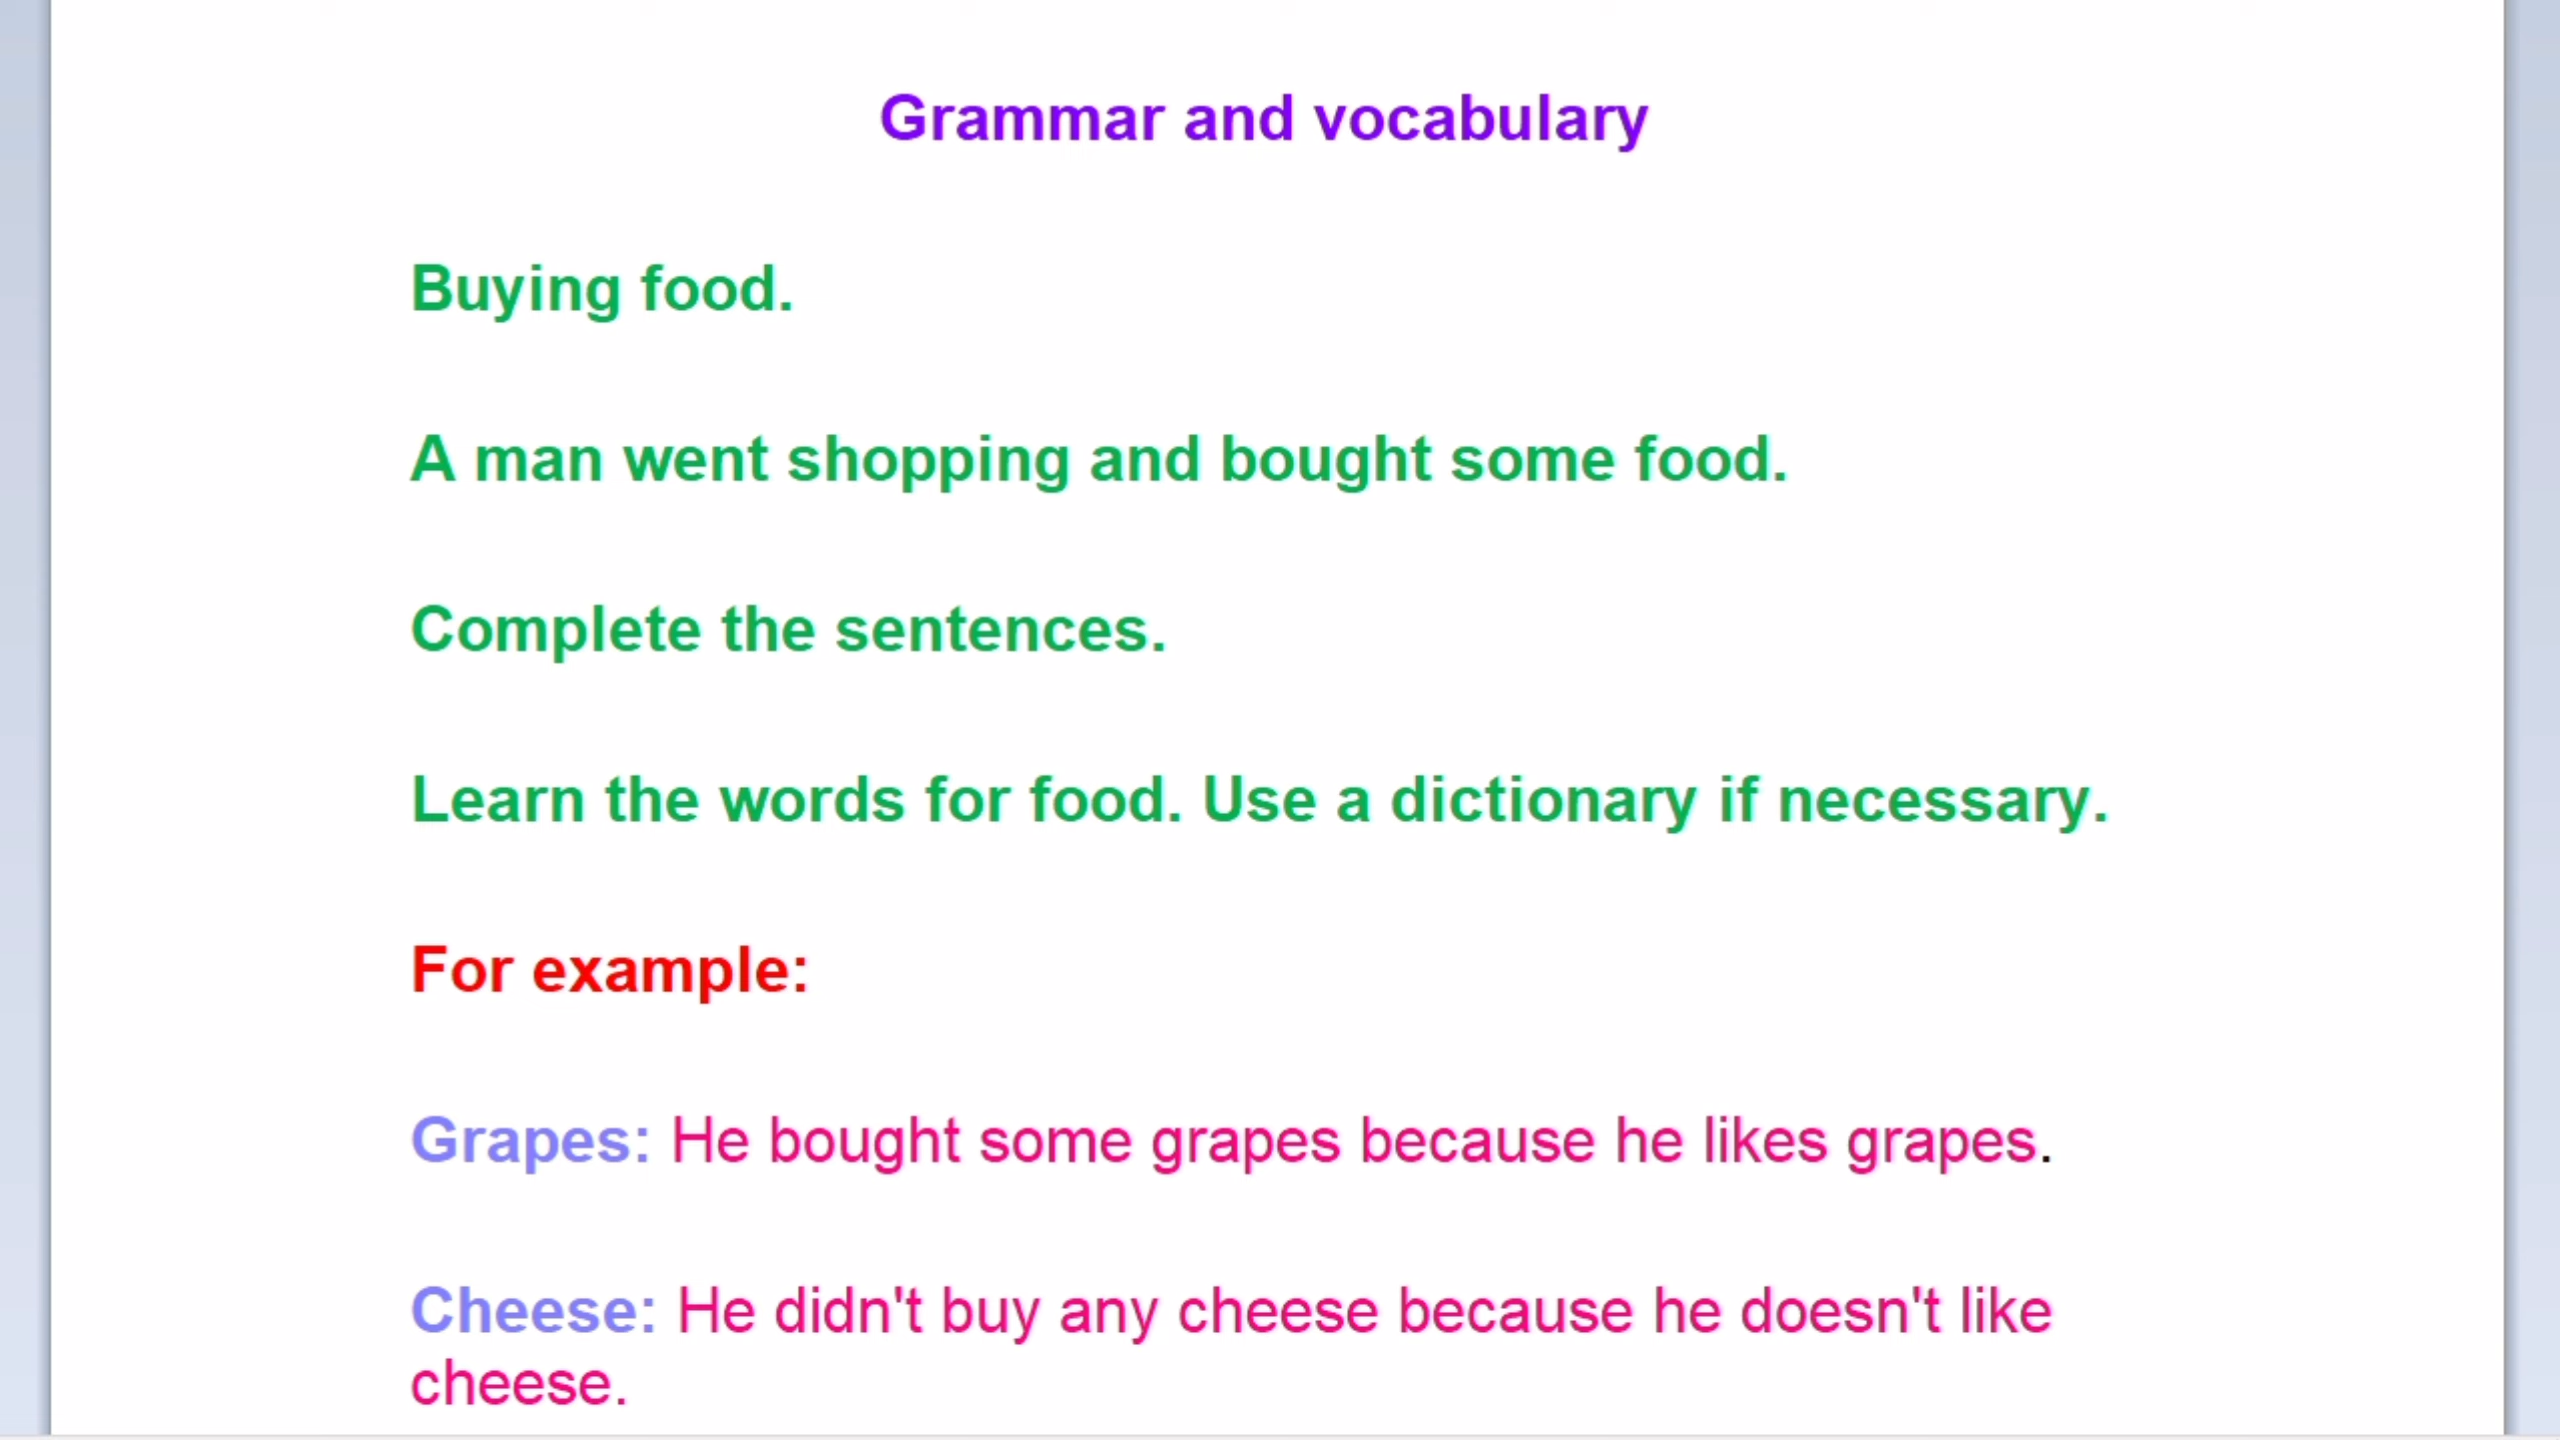 Grammar and vocabulary
Buying food.
A man went shopping and bought some food.
Complete the sentences.
Learn the words for food. Use a dictionary if necessary.
For example:
Grapes: He bought some grapes because he likes grapes.
Cheese: He didn't buy any cheese because he doesn't like
cheese.